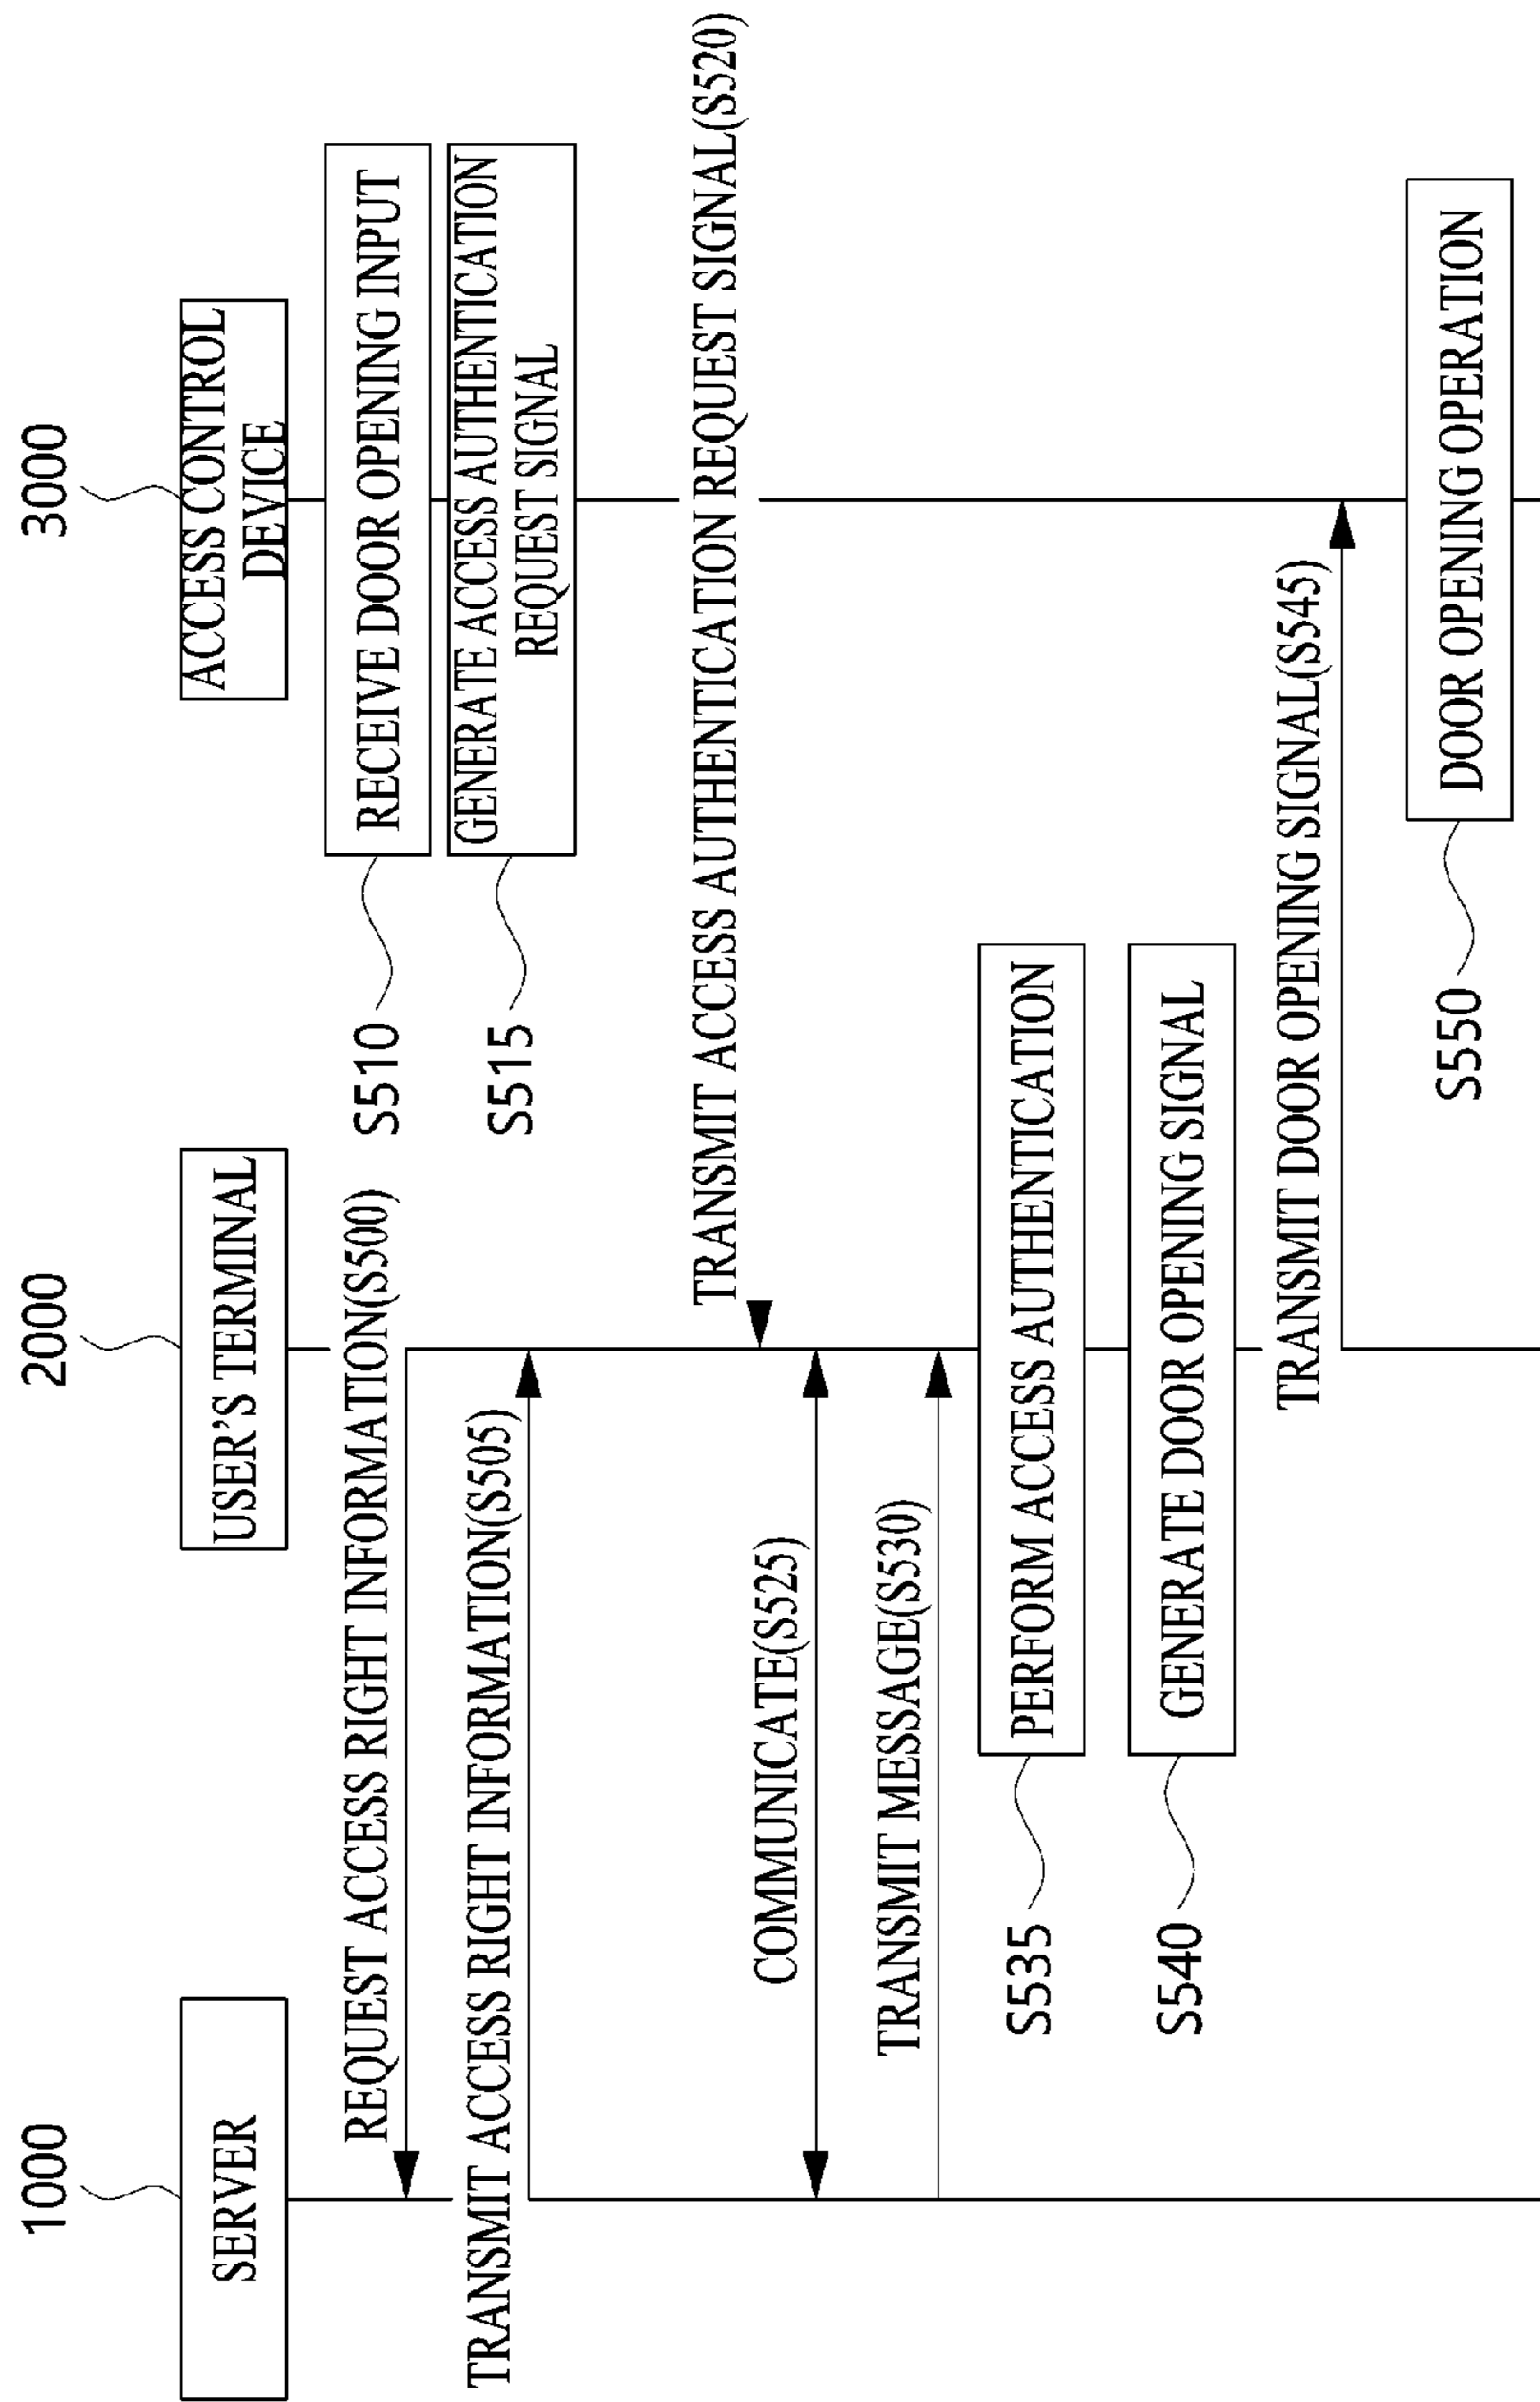 1000
2000
3000
SERVER
USER'S TERMINAL
ACCESS CONTROL
DEVICE
REQUEST ACCESS RIGHT INFORMATION(S500)
TRANSMIT ACCESS RIGHT INFORMATION(S505)
S510
RECEIVE DOOR OPENING INPUT
S515
GENERATE ACCESS AUTHENTICATION
REQUEST SIGNAL
TRANSMIT ACCESS AUTHENTICATION REQUEST SIGNAL(S520)
COMMUNICATE(S525)
TRANSMIT MESSAGE(S530)
S535
PERFORM ACCESS AUTHENTICATION
S540
GENERATE DOOR OPENING SIGNAL
TRANSMIT DOOR OPENING SIGNAL(S545)
S550
DOOR OPENING OPERATION